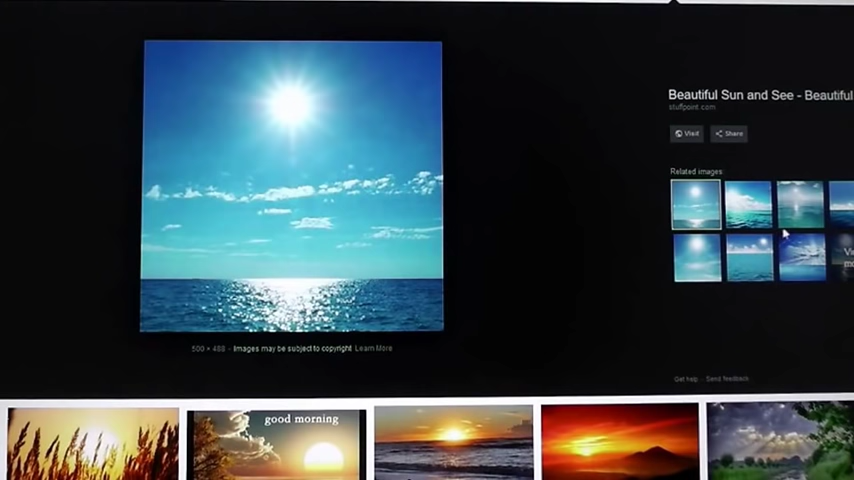 Beautiful Sun and See - Beautiful
stuffpoint.com
Visit
Share
Related images:
500 × 488 - Images may be subject to copyright Learn More
Get help - Send feedback
good morning